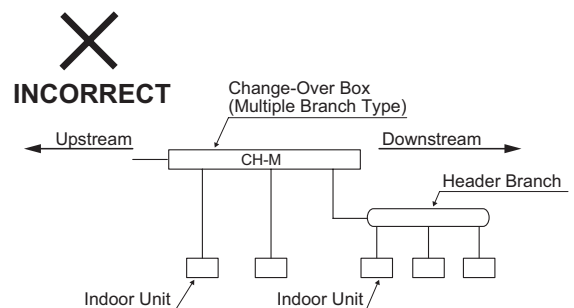 INCORRECT
Change-Over Box
(Multiple Branch Type)
Upstream
Downstream
CH-M
Header Branch
Indoor Unit
Indoor Unit